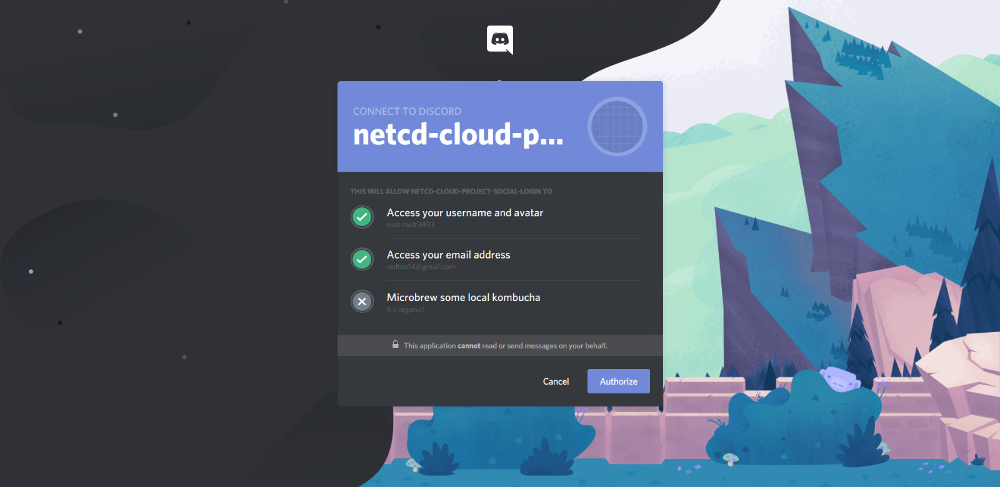 CONNECT TO DISCORD
netcd-cloud-p...
THIS WILL ALLOW NETCD-CLOUD-PROJECT-SOCIAL-LOGIN TO
Access your username and avatar
root.me#3493
Access your email address
redtao14@gmail.com
Microbrew some local kombucha
It's organic!
This application cannot read or send messages on your behalf.
Cancel
Authorize